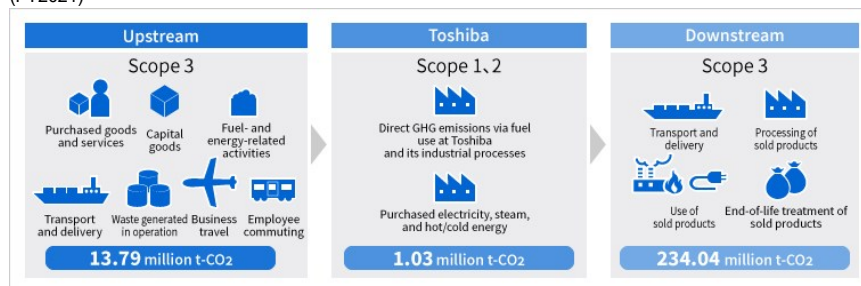 Upstream
Scope 3
Purchased goods
and services
Capital
goods
Fuel- and
energy-related
activities
Transport
and delivery
Waste generated
in operation
Business
travel
Employee
commuting
13.79 million t-CO2
Toshiba
Scope 1、2
Direct GHG emissions via fuel
use at Toshiba
and its industrial processes
Purchased electricity, steam,
and hot/cold energy
1.03 million t-CO2
Downstream
Scope 3
Transport and
delivery
Processing of
sold products
Use of
sold products
End-of-life treatment of
sold products
234.04 million t-CO2